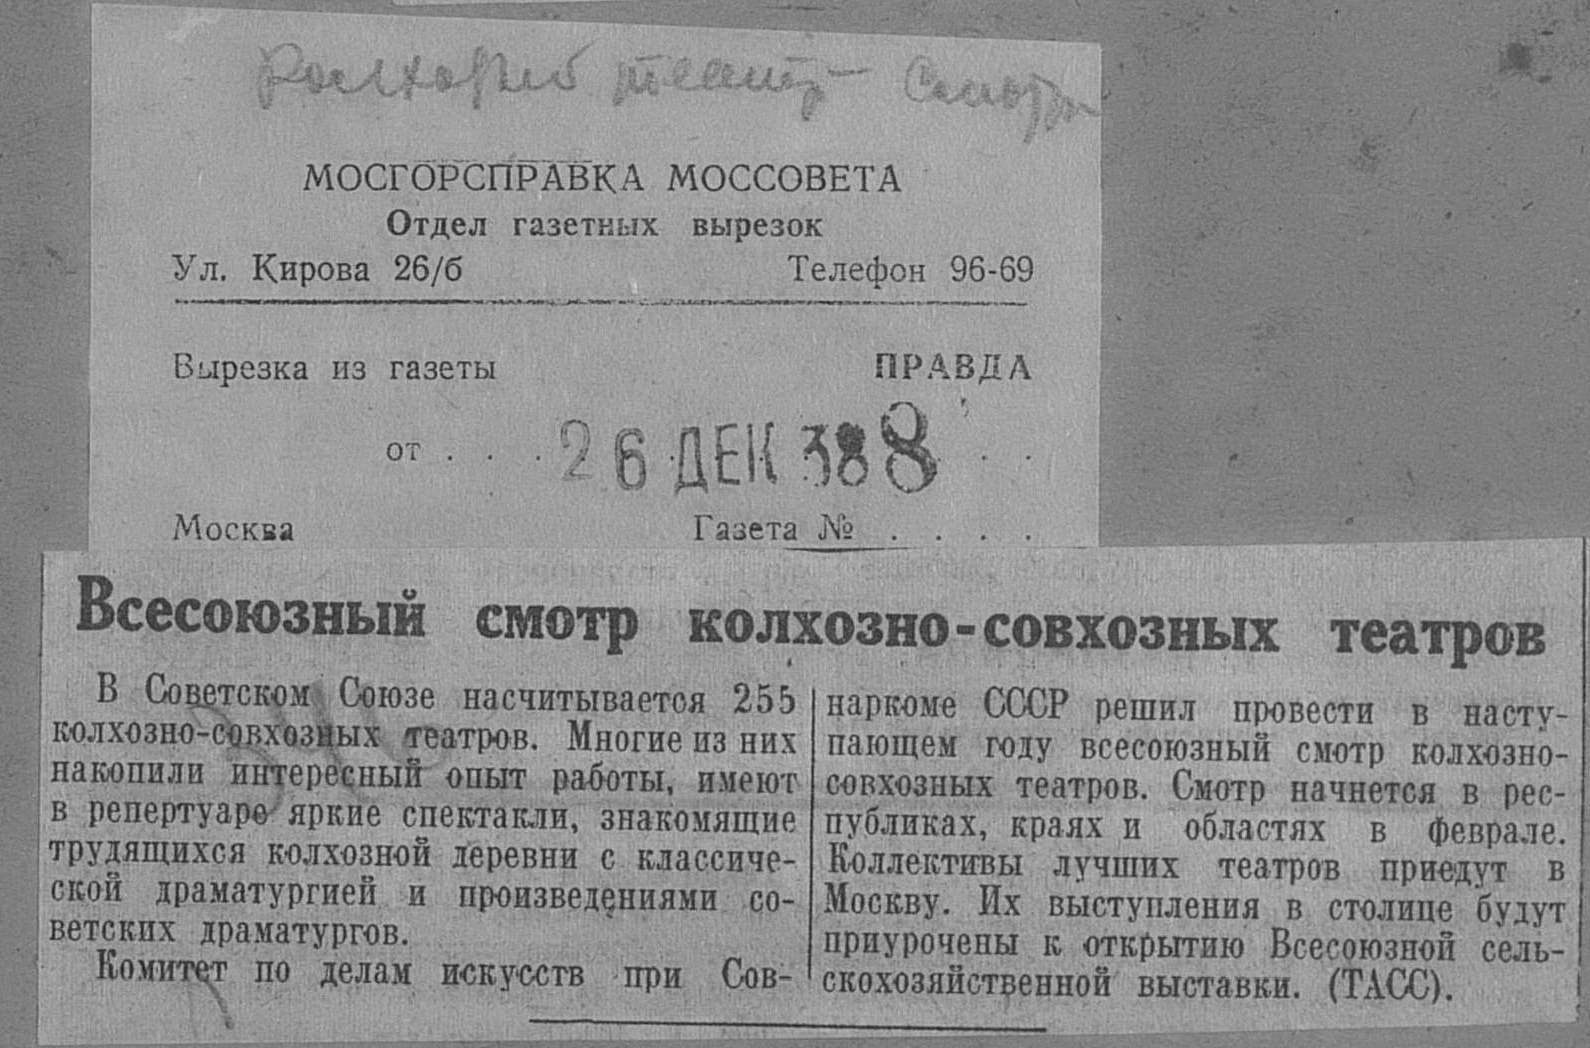 Колхозный театр — Смотры
МОСГОРСПРАВКА МОССОВЕТА
Отдел газетных вырезок
Ул. Кирова 26/б Телефон 96-69
Вырезка из газеты ПРАВДА
от . . . 26 ДЕК 38 8 . .
Москва Газета № . . . .
Всесоюзный смотр колхозно-совхозных театров
В Советском Союзе насчитывается 255
колхозно-совхозных театров. Многие из них
накопили интересный опыт работы, имеют
в репертуаре яркие спектакли, знакомящие
трудящихся колхозной деревни с классиче-
ской драматургией и произведениями со-
ветских драматургов.
Комитет по делам искусств при Сов-
наркоме СССР решил провести в насту-
пающем году всесоюзный смотр колхозно-
совхозных театров. Смотр начнется в рес-
публиках, краях и областях в феврале.
Коллективы лучших театров приедут в
Москву. Их выступления в столице будут
приурочены к открытию Всесоюзной сель-
скохозяйственной выставки. (ТАСС).